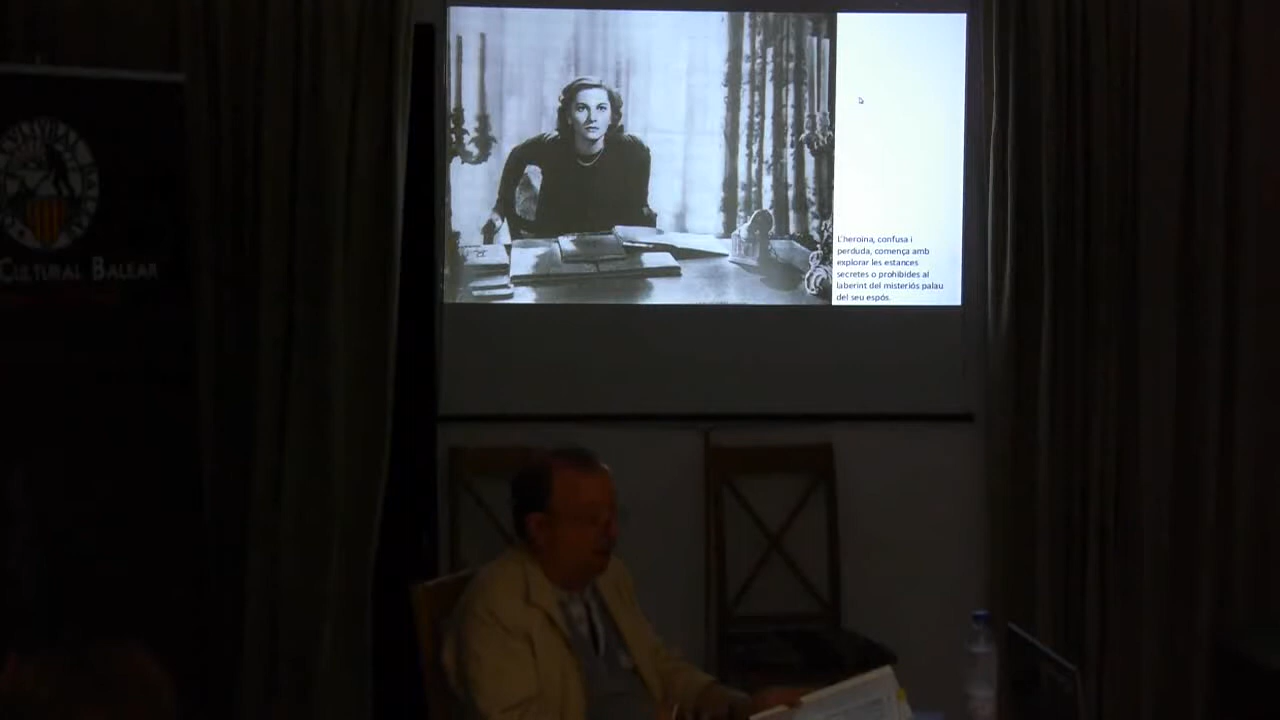 Cultural Balear
L'heroïna, confusa i
perduda, comença amb
explorar les estances
secretes o prohibides al
laberint del misteriós palau
del seu espòs.